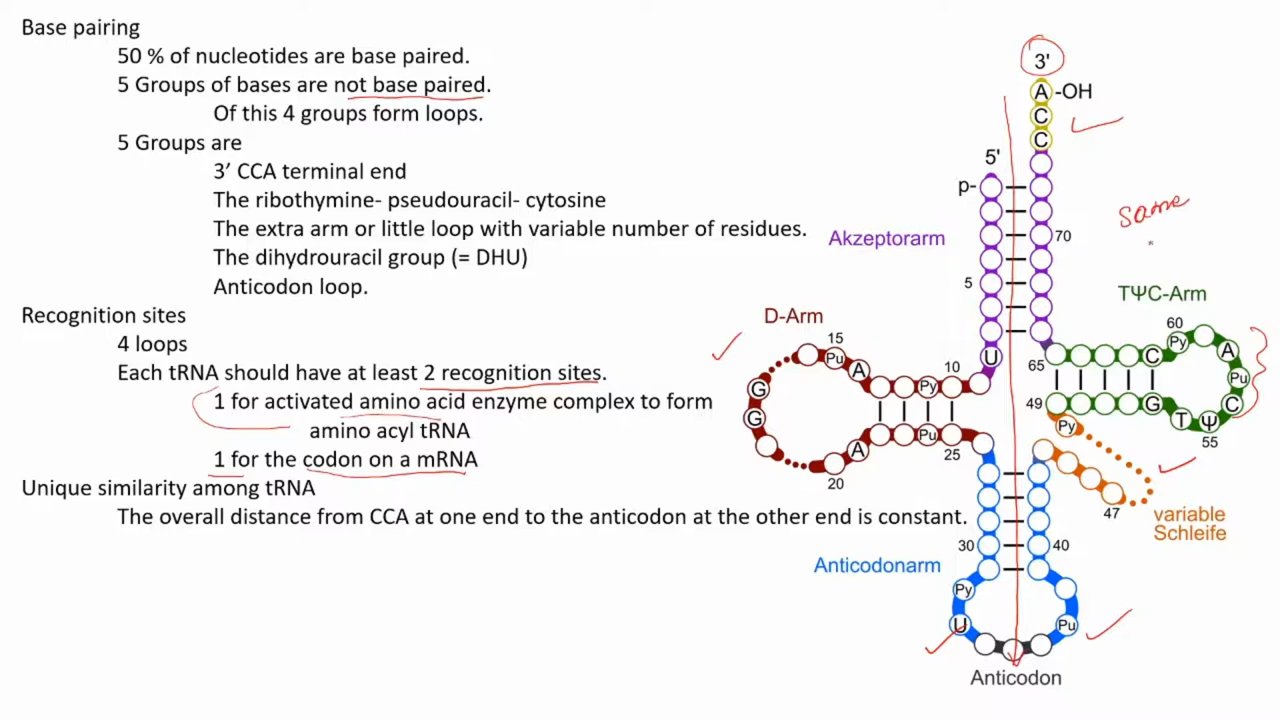 Base pairing
50 % of nucleotides are base paired.
5 Groups of bases are not base paired.
Of this 4 groups form loops.
5 Groups are
3’ CCA terminal end
The ribothymine- pseudouracil- cytosine
The extra arm or little loop with variable number of residues.
The dihydrouracil group (= DHU)
Anticodon loop.
Recognition sites
4 loops
Each tRNA should have at least 2 recognition sites.
1 for activated amino acid enzyme complex to form
amino acyl tRNA
1 for the codon on a mRNA
Unique similarity among tRNA
The overall distance from CCA at one end to the anticodon at the other end is constant.
3'
A -OH
C
C
5'
p-
Akzeptorarm
70
5
same
TΨC-Arm
D-Arm
15
Pu
A
G
G
20
A
10
Py
U
Pu
25
60
Py
A
Pu
C
Ψ
55
T
G
C
65
49
Py
47
variable
Schleife
Anticodonarm
30
40
Py
U
Pu
Anticodon